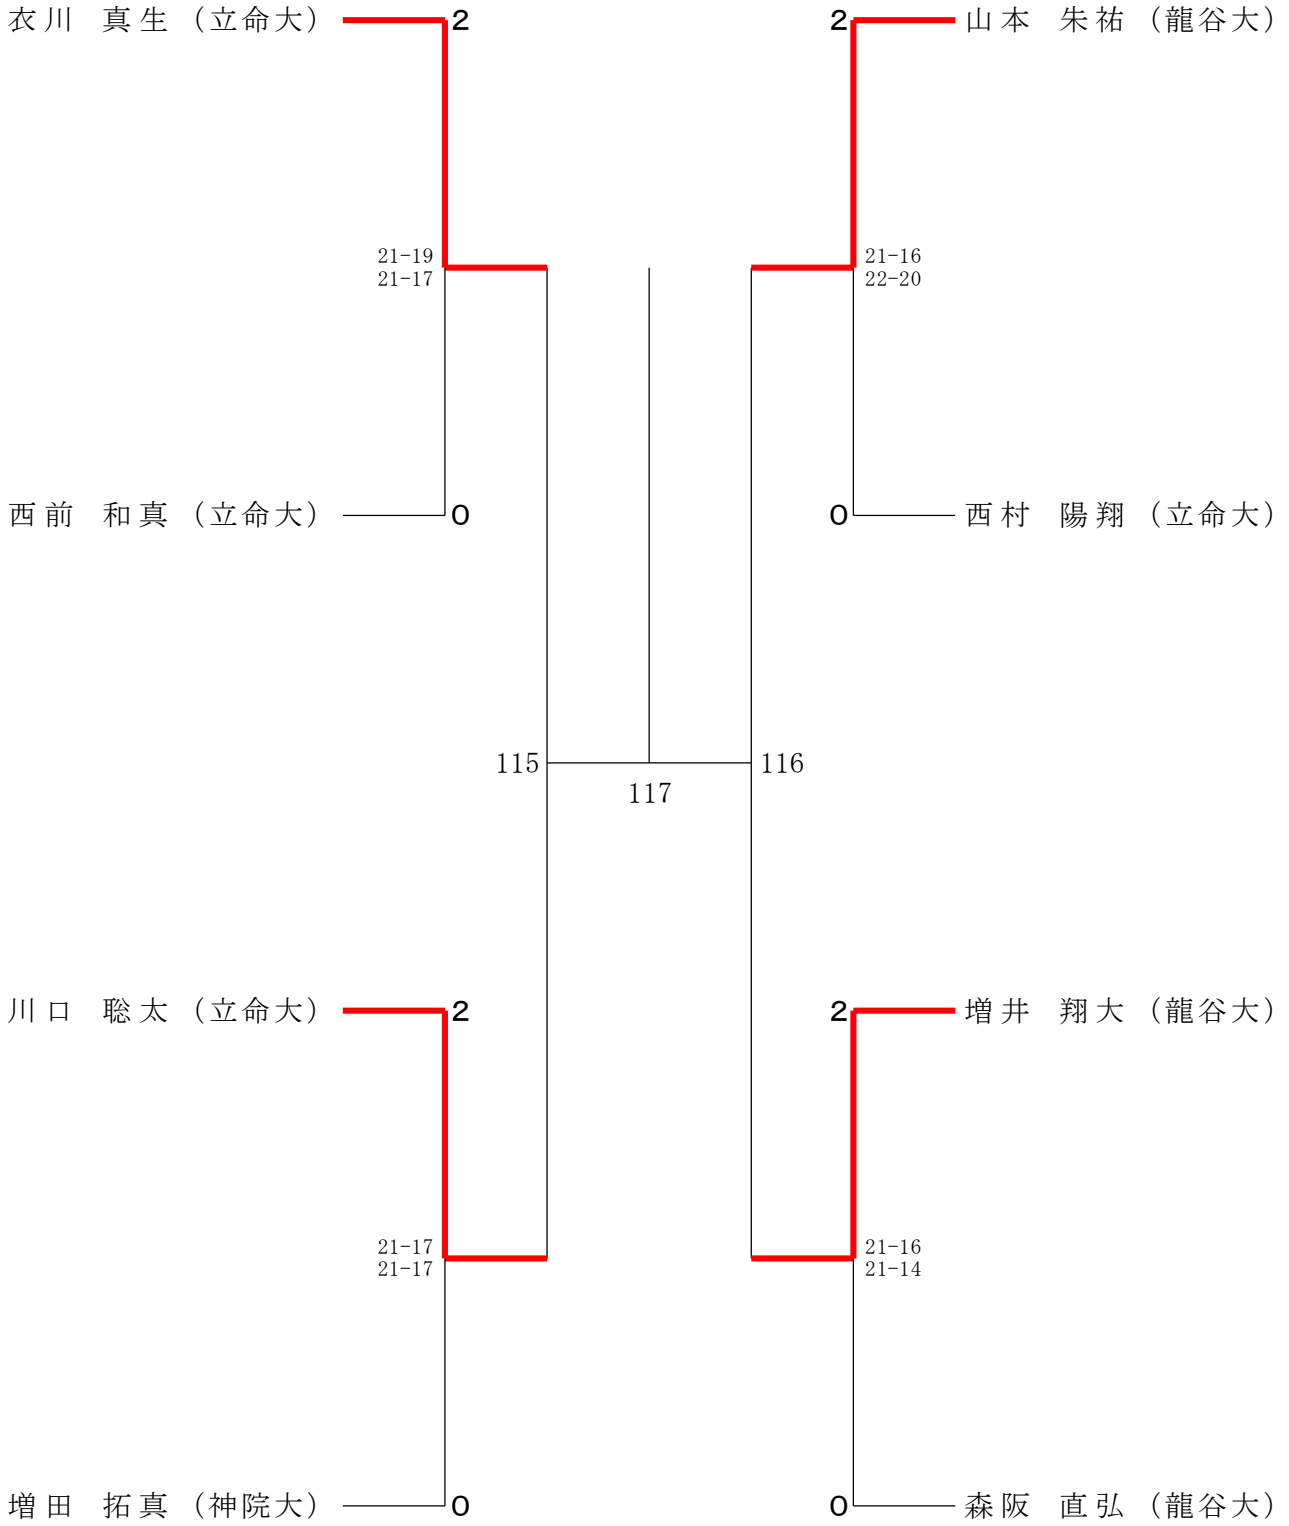 衣川 真生 (立命大) 2
2 山本 朱祐 (龍谷大)
21-19
21-17
21-16
22-20
西前 和真 (立命大) 0
0 西村 陽翔 (立命大)
115
116
117
川口 聡太 (立命大) 2
2 増井 翔大 (龍谷大)
21-17
21-17
21-16
21-14
増田 拓真 (神院大) 0
0 森阪 直弘 (龍谷大)